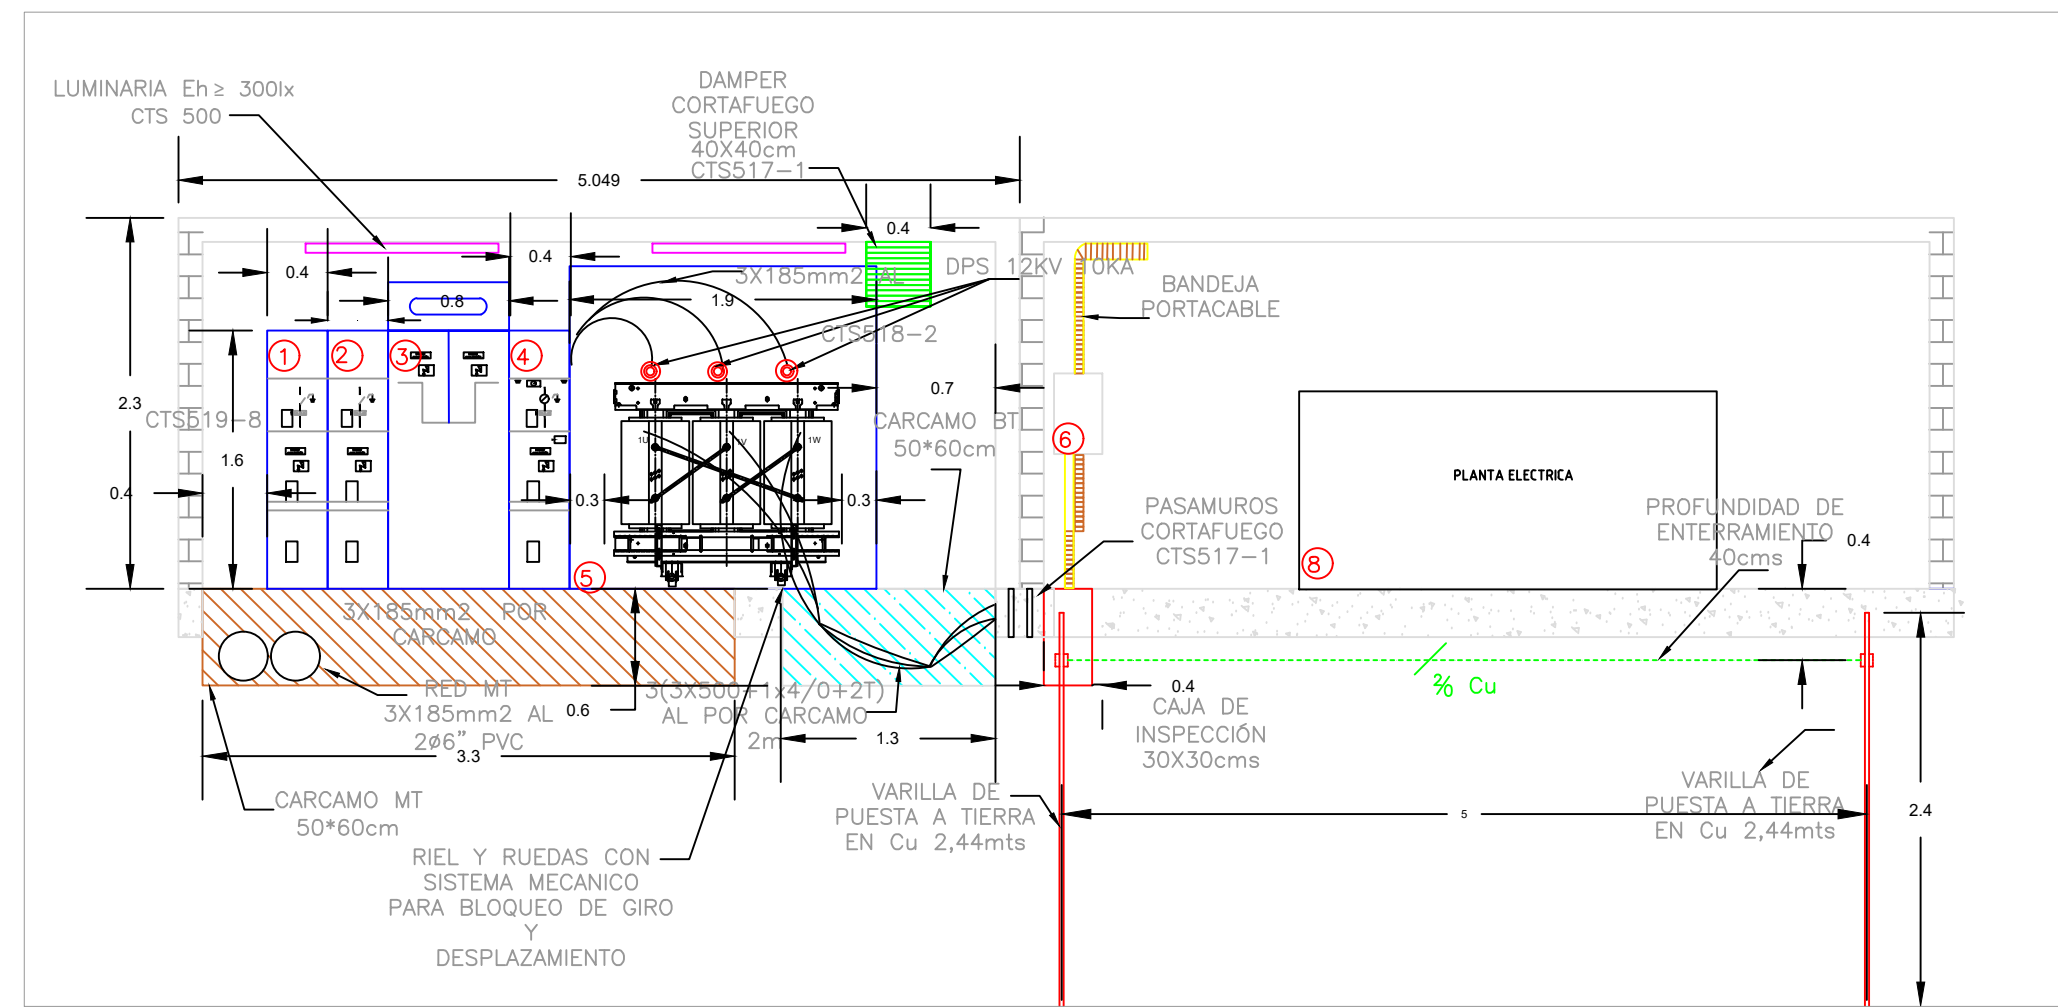 LUMINARIA Eh≥ 300lx
CTS 500
DAMPER
CORTAFUEGO
SUPERIOR
40X40cm
CTS517-1
5.049
0.4
0.4
0.4
0.8
1.9
3X185mm2 AL
DPS 12KV 10KA
CTS518-2
BANDEJA
PORTACABLE
1
2
3
4
2.3
CTS519-8
1.6
0.4
0.3
0.3
0.7
1U
1V
1W
CARCAMO BT
50*60cm
6
PASAMUROS
CORTAFUEGO
CTS517-1
PLANTA ELECTRICA
8
PROFUNDIDAD DE
ENTERRAMIENTO
40cms
0.4
5
3X185mm2 POR
CARCAMO
RED MT
3X185mm2 AL
2ø6" PVC
0.6
3.3
3(3X500+1x4/0+2T)
AL POR CARCAMO
2m
1.3
0.4
CAJA DE
INSPECCIÓN
30X30cms
2/0 Cu
CARCAMO MT
50*60cm
RIEL Y RUEDAS CON
SISTEMA MECANICO
PARA BLOQUEO DE GIRO
Y
DESPLAZAMIENTO
VARILLA DE
PUESTA A TIERRA
EN Cu 2,44mts
5
VARILLA DE
PUESTA A TIERRA
EN Cu 2,44mts
2.4